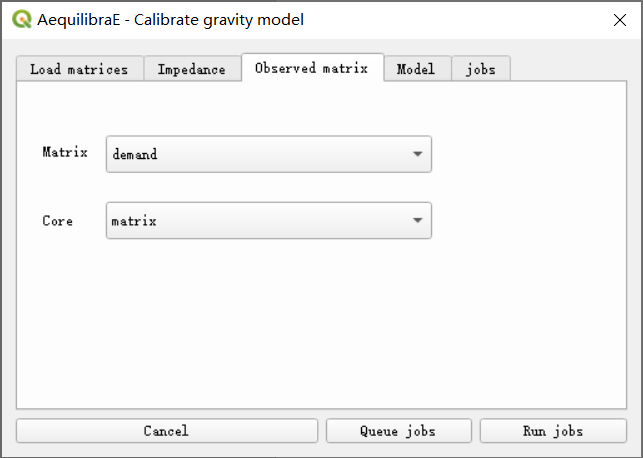 AequilibraE - Calibrate gravity model
Load matrices Impedance Observed matrix Model jobs
Matrix demand
Core matrix
Cancel Queue jobs Run jobs